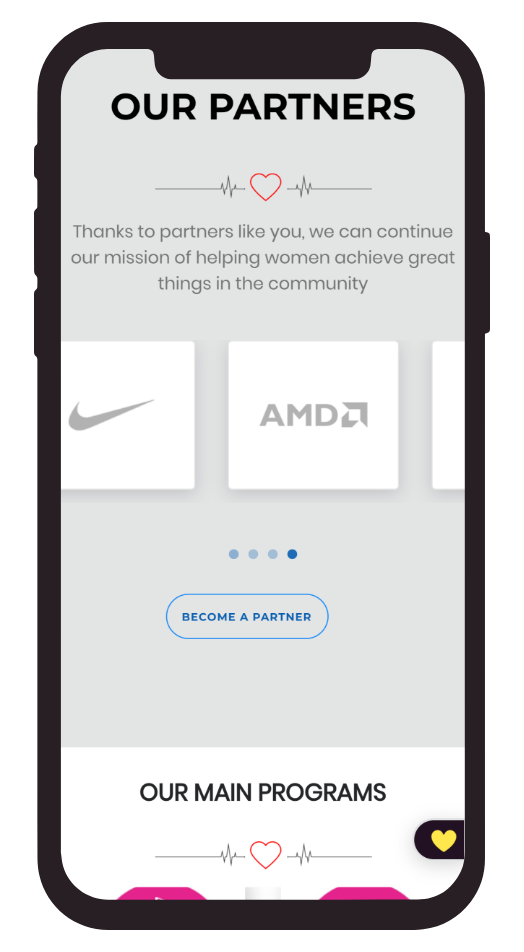 OUR PARTNERS
Thanks to partners like you, we can continue
our mission of helping women achieve great
things in the community
AMD
BECOME A PARTNER
OUR MAIN PROGRAMS